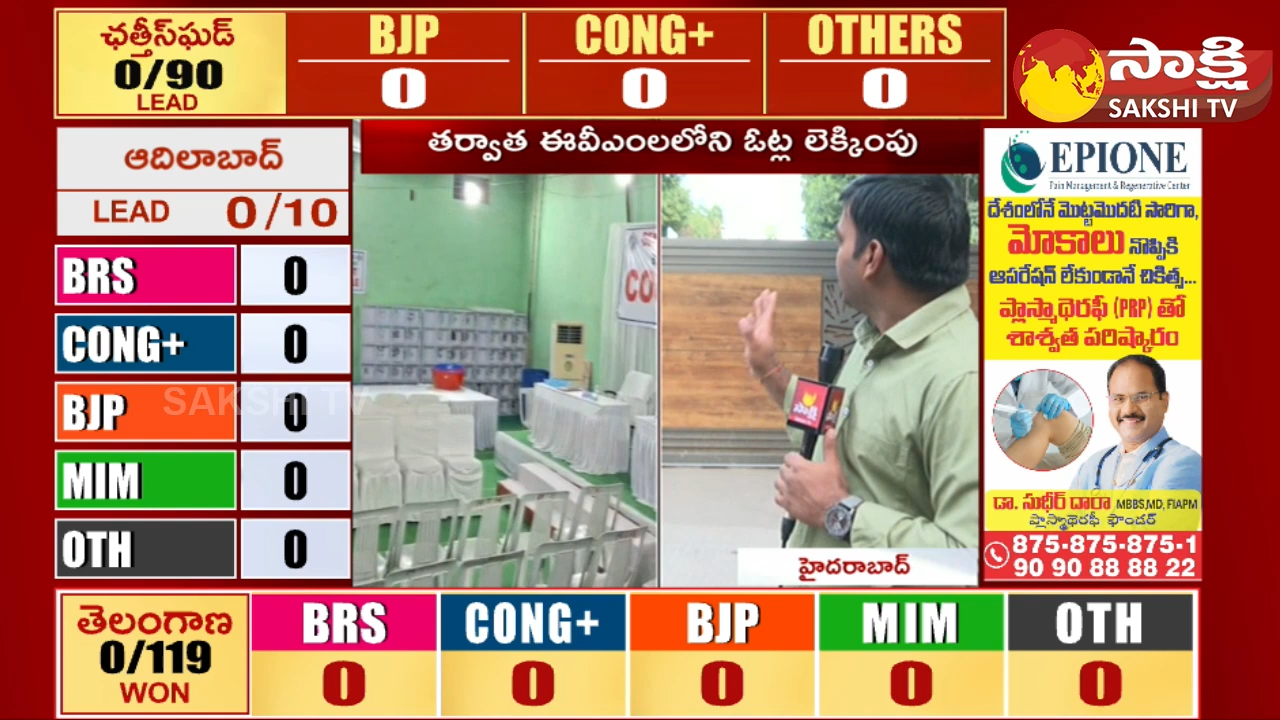 ఛత్తీస్‌ఘడ్
0/90
LEAD
BJP
0
CONG+
0
OTHERS
0
సాక్షి
SAKSHI TV
ఆదిలాబాద్
LEAD 0/10
BRS 0
CONG+ 0
BJP 0
MIM 0
OTH 0
SAKSHI TV
తర్వాత ఈవీఎంలలోని ఓట్ల లెక్కింపు
CO
సాక్షి
హైదరాబాద్
EPIONE
Pain Management & Regenerative Center
దేశంలోనే మొట్టమొదటి సారిగా,
మోకాలు నొప్పికి
ఆపరేషన్ లేకుండానే చికిత్స...
ప్లాస్మాథెరఫీ (PRP) తో
శాశ్వత పరిష్కారం
డా. సుధీర్ దారా MBBS,MD, FIAPM
ప్లాస్మాథెరఫీ ఫౌండర్
875-875-875-1
90 90 88 88 22
తెలంగాణ
0/119
WON
BRS
0
CONG+
0
BJP
0
MIM
0
OTH
0